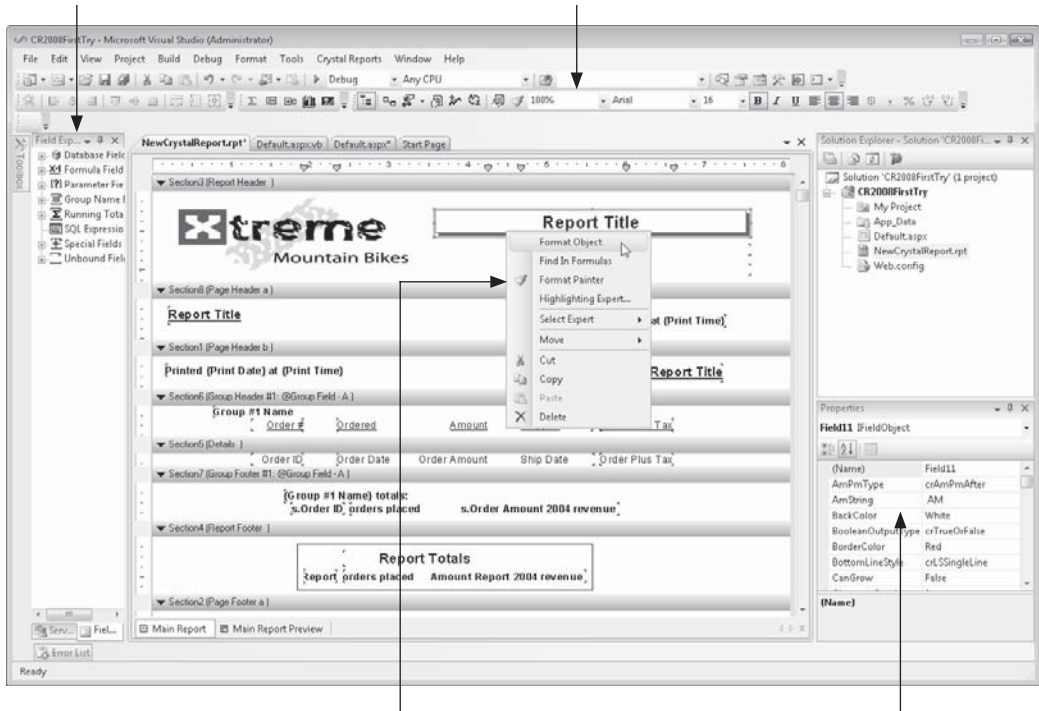 CR2008FirstTry - Microsoft Visual Studio (Administrator)
File Edit View Project Build Debug Format Tools Crystal Reports Window Help
Debug Any CPU
100% Arial 16 B I U
Field Exp...
NewCrystalReport.rpt* Default.aspx.vb Default.aspx* Start Page
Solution Explorer - Solution 'CR2008Fi...
Toolbox
Database Fielc
Formula Field
Parameter Fie
Group Name I
Running Tota
SQL Expressio
Special Fields
Unbound Fiel
Section3 (Report Header )
Xtreme
Mountain Bikes
Report Title
Format Object
Find In Formulas
Format Painter
Highlighting Expert...
Select Expert
Move
Cut
Copy
Paste
Delete
Section8 (Page Header a )
Report Title
at (Print Time)
Section1 (Page Header b )
Printed (Print Date) at (Print Time)
Report Title
Section6 (Group Header #1: @Group Field - A )
Group #1 Name
Order # Ordered Amount Tax
Section5 (Details )
Order ID Order Date Order Amount Ship Date Order Plus Tax
Section7 (Group Footer #1: @Group Field - A )
(Group #1 Name) totals:
s.Order ID orders placed s.Order Amount 2004 revenue
Section4 (Report Footer )
Report Totals
Report orders placed Amount Report 2004 revenue
Section2 (Page Footer a )
Main Report Main Report Preview
Solution 'CR2008FirstTry' (1 project)
CR2008FirstTry
My Project
App_Data
Default.aspx
NewCrystalReport.rpt
Web.config
Properties
Field11 IFieldObject
(Name) Field11
AmPmType crAmPmAfter
AmString AM
BackColor White
BooleanOutputType crTrueOrFalse
BorderColor Red
BottomLineStyle crLSSingleLine
CanGrow False
(Name)
Serv... Fiel...
Error List
Ready